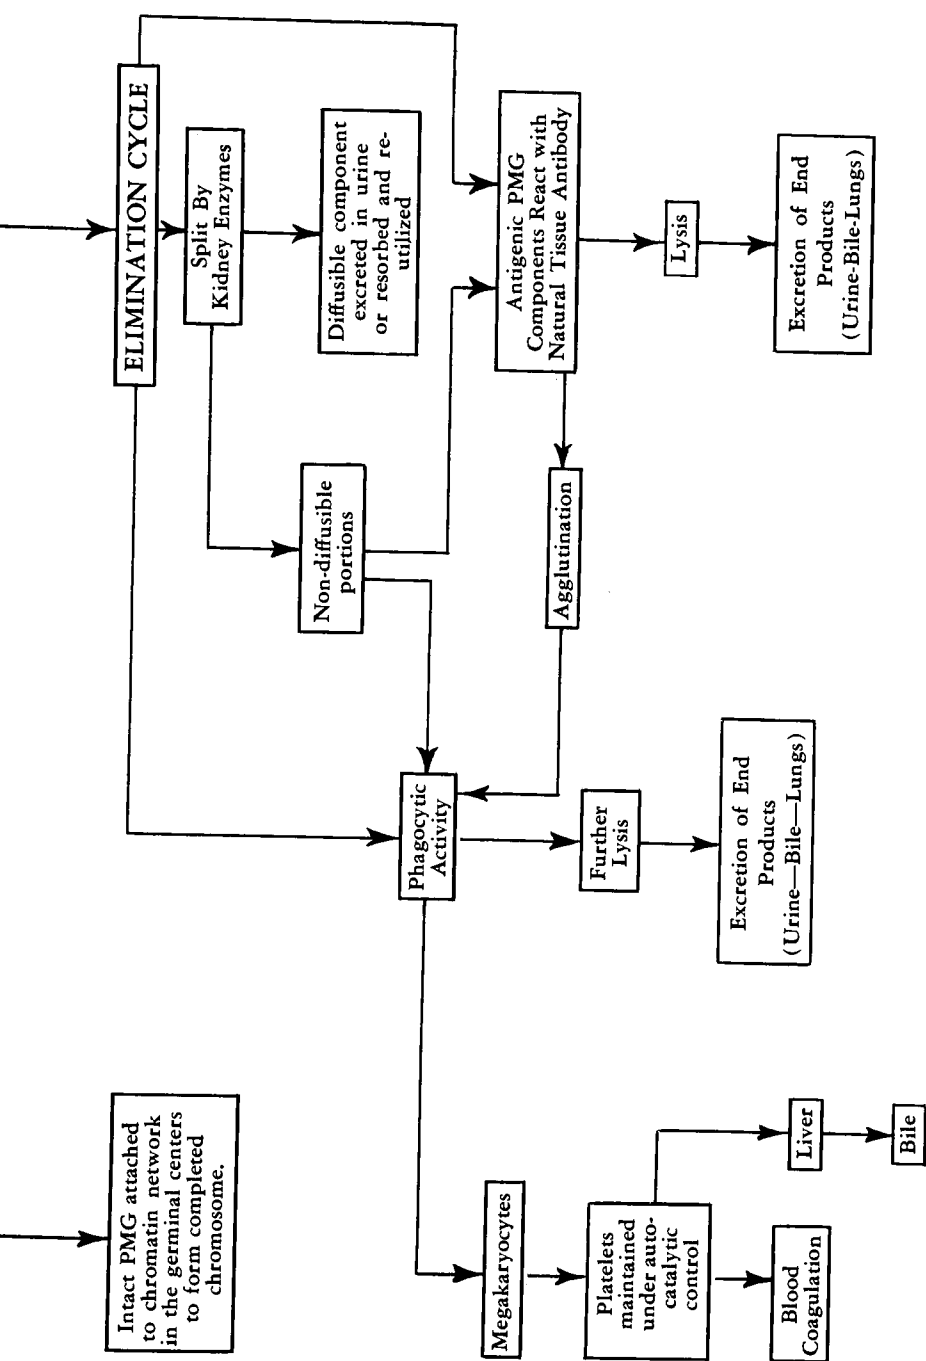 ELIMINATION CYCLE
Split By
Kidney Enzymes
Diffusible component
excreted in urine
or resorbed and re-
utilized
Non-diffusible
portions
Antigenic PMG
Components React with
Natural Tissue Antibody
Lysis
Excretion of End
Products
(Urine-Bile-Lungs)
Agglutination
Phagocytic
Activity
Further
Lysis
Excretion of End
Products
(Urine—Bile—Lungs)
Intact PMG attached
to chromatin network
in the germinal centers
to form completed
chromosome.
Megakaryocytes
Platelets
maintained
under auto-
catalytic
control
Liver
Bile
Blood
Coagulation